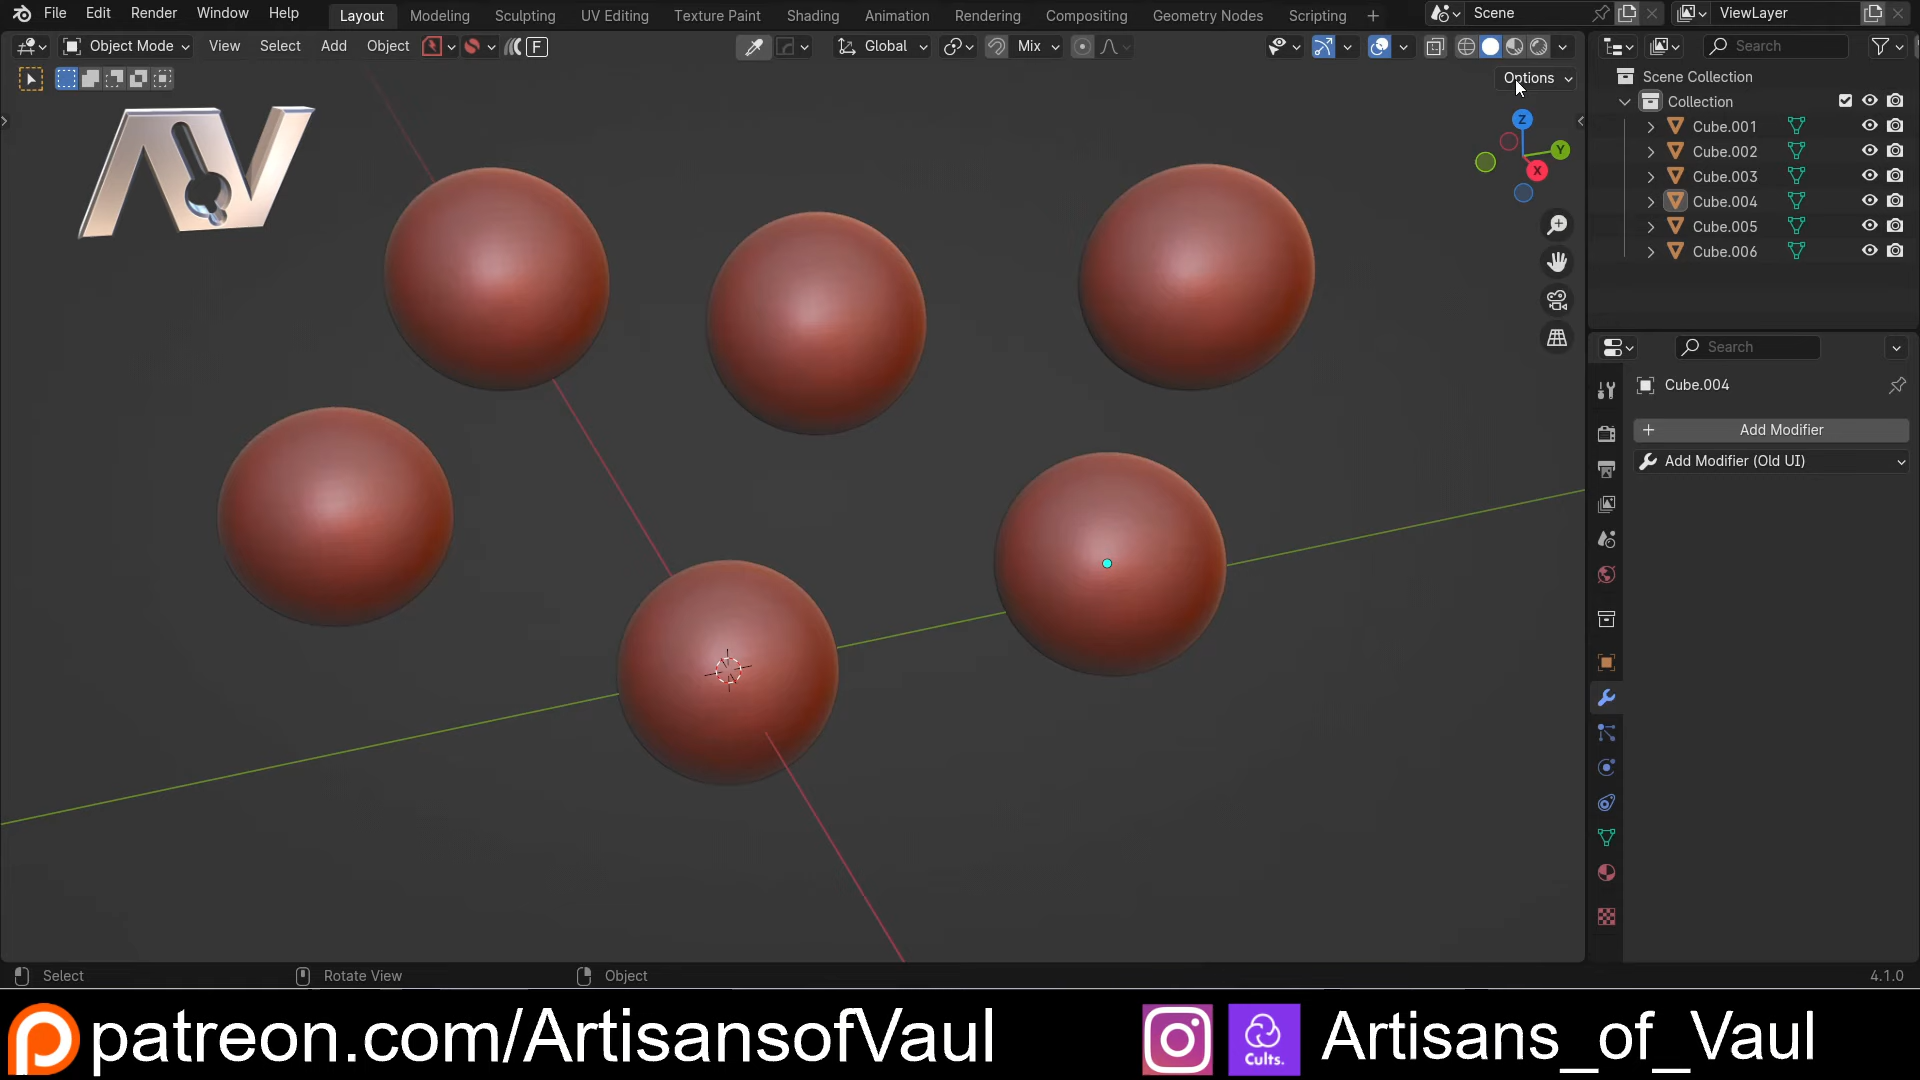 File Edit Render Window Help Layout Modeling Sculpting UV Editing Texture Paint Shading Animation Rendering Compositing Geometry Nodes Scripting + Scene ViewLayer
Object Mode View Select Add Object F Global Mix Search
Options
Scene Collection
Collection
Cube.001
Cube.002
Cube.003
Cube.004
Cube.005
Cube.006
Z
Y
X
Search
Cube.004
+ Add Modifier
Add Modifier (Old UI)
Select Rotate View Object 4.1.0
patreon.com/ArtisansofVaul Cults. Artisans_of_Vaul